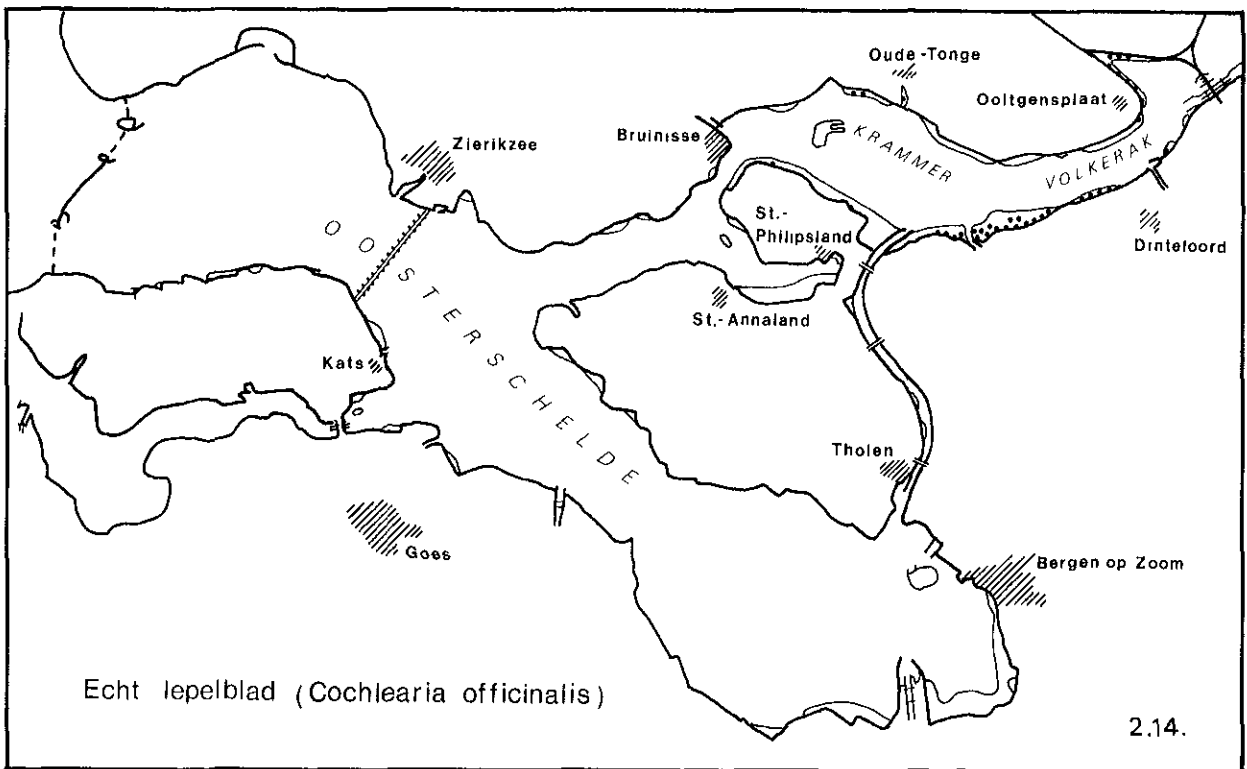 Oude-Tonge
Ooltgensplaat
Zierikzee
Bruinisse
KRAMMER
VOLKERAK
St.-
Philipsland
Dinteloord
OOSTERSCHELDE
St.-Annaland
Kats
Tholen
Goes
Bergen op Zoom
Echt lepelblad (Cochlearia officinalis)
2.14.